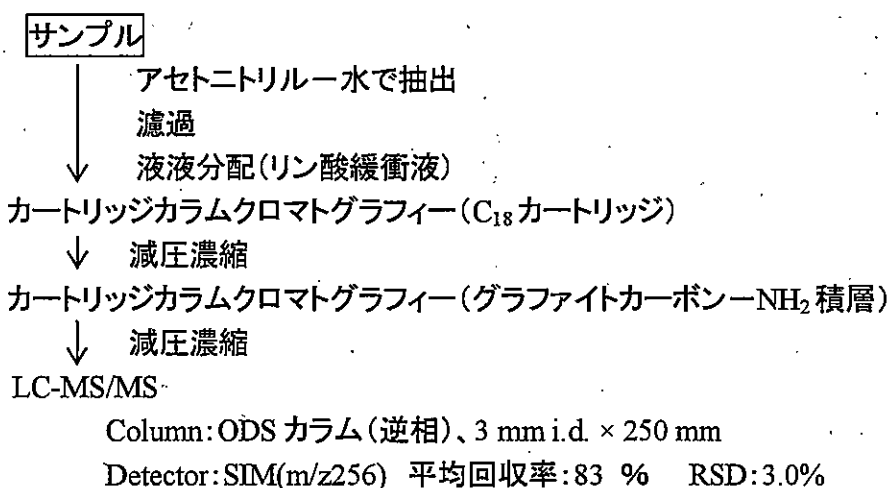 サンプル
アセトニトリルー水で抽出
濾過
液液分配(リン酸緩衝液)
カートリッジカラムクロマトグラフィー(C₁₈カートリッジ)
減圧濃縮
カートリッジカラムクロマトグラフィー(グラファイトカーボンーNH₂積層)
減圧濃縮
LC-MS/MS
Column:ODS カラム(逆相)、3 mm i.d. × 250 mm
Detector:SIM(m/z256) 平均回収率:83 % RSD:3.0%